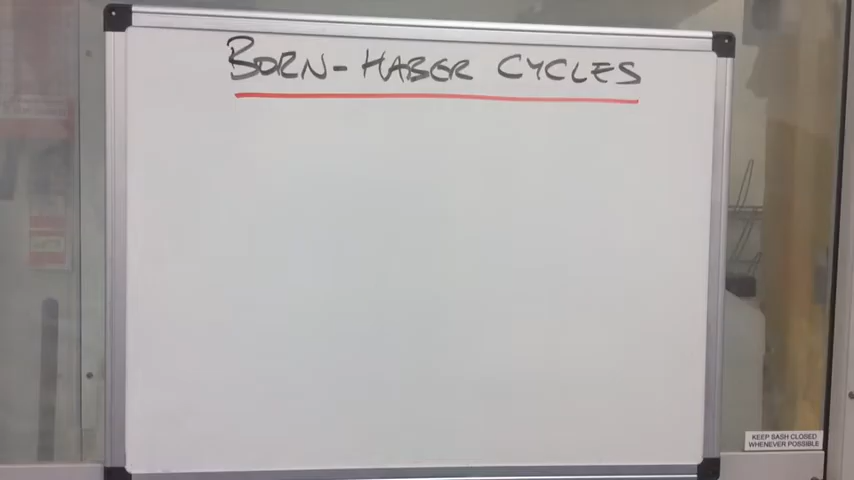 BORN-HABER CYCLES
KEEP SASH CLOSED
WHENEVER POSSIBLE